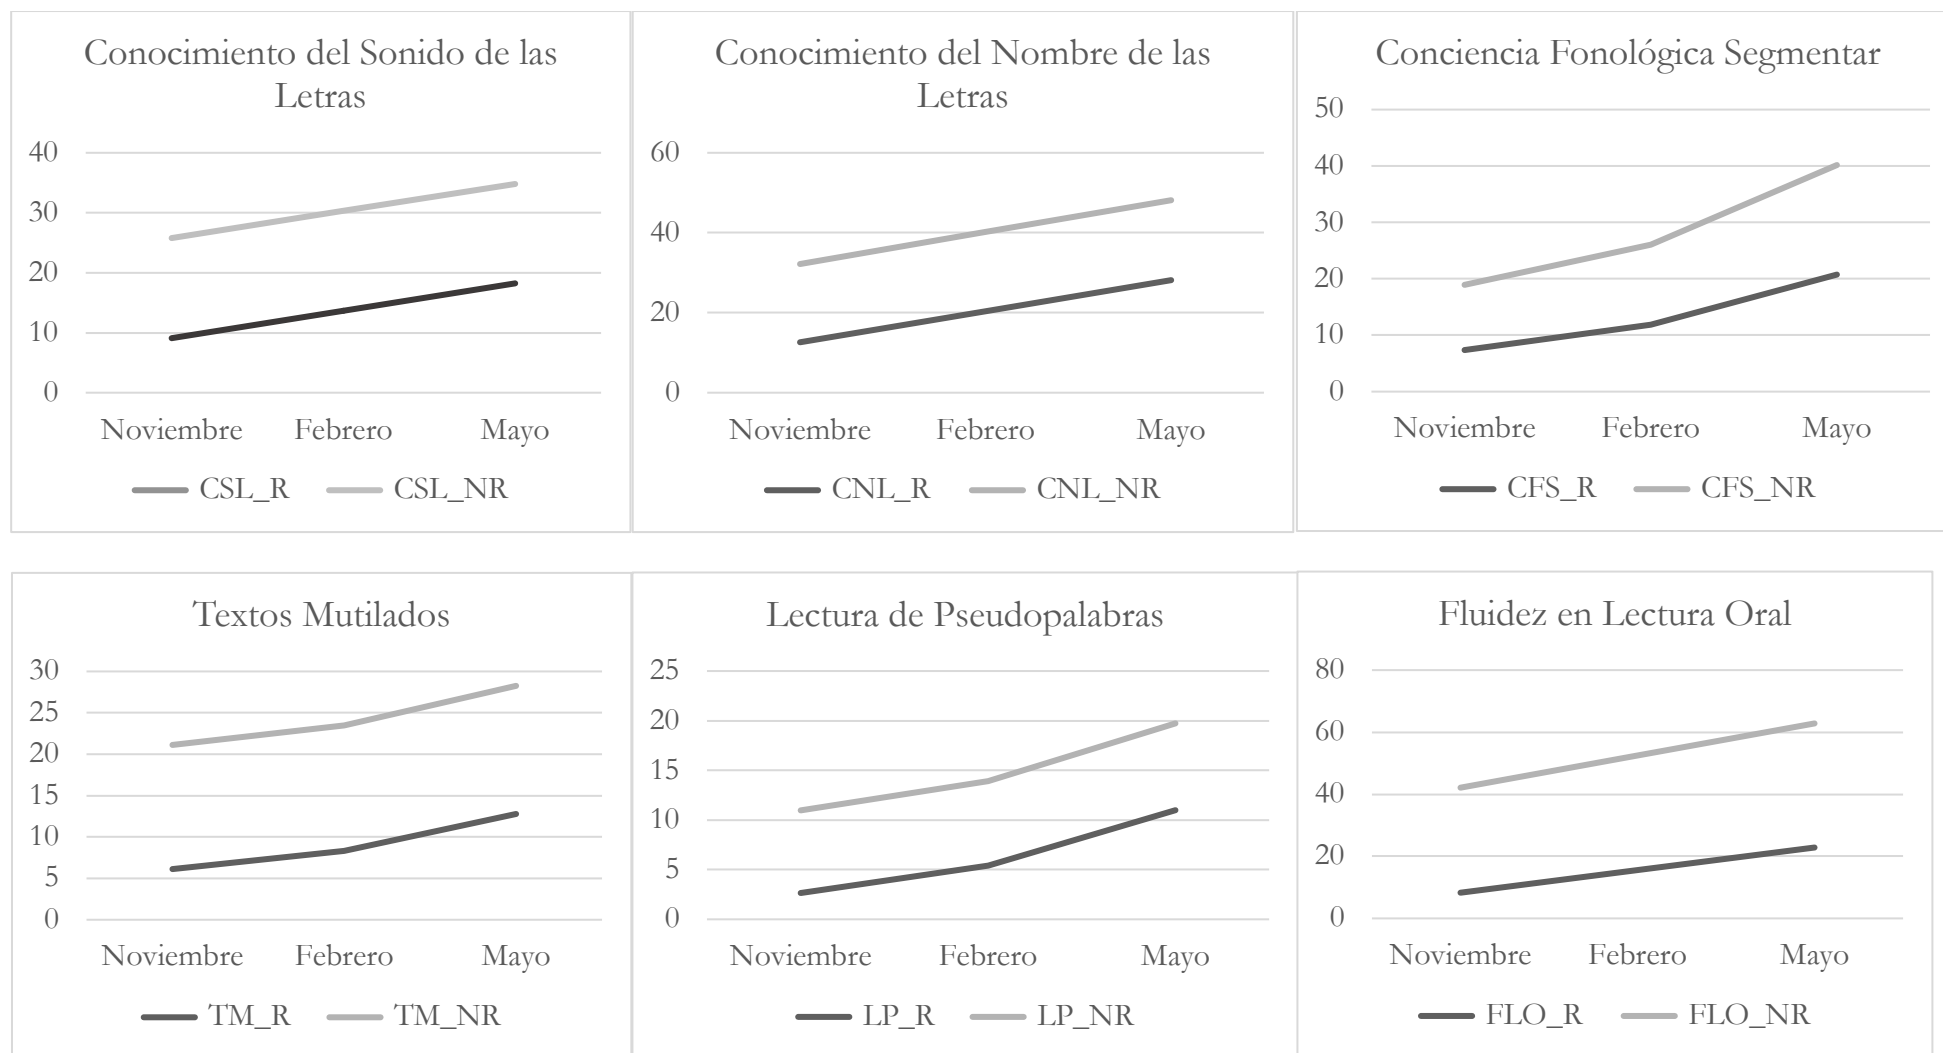 Conocimiento del Sonido de las
Letras
40
30
20
10
0
Noviembre Febrero Mayo
CSL_R CSL_NR
Conocimiento del Nombre de las
Letras
60
40
20
0
Noviembre Febrero Mayo
CNL_R CNL_NR
Conciencia Fonológica Segmentar
50
40
30
20
10
0
Noviembre Febrero Mayo
CFS_R CFS_NR
Textos Mutilados
30
25
20
15
10
5
0
Noviembre Febrero Mayo
TM_R TM_NR
Lectura de Pseudopalabras
25
20
15
10
5
0
Noviembre Febrero Mayo
LP_R LP_NR
Fluidez en Lectura Oral
80
60
40
20
0
Noviembre Febrero Mayo
FLO_R FLO_NR